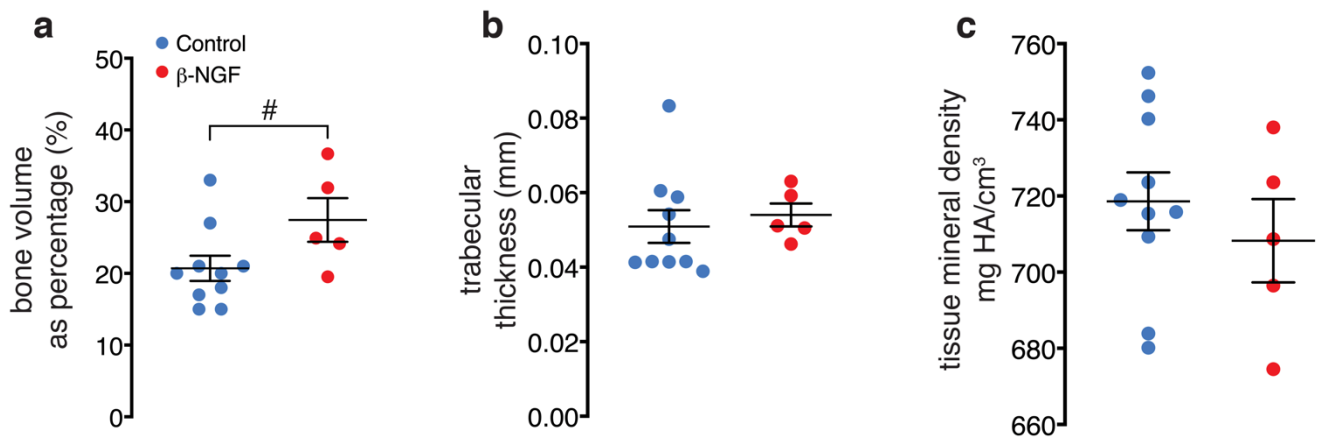 a
Control
β-NGF
bone volume
as percentage (%)
50
40
30
20
10
0
#
b
trabecular
thickness (mm)
0.10
0.08
0.06
0.04
0.02
0.00
c
tissue mineral density
mg HA/cm³
760
740
720
700
680
660